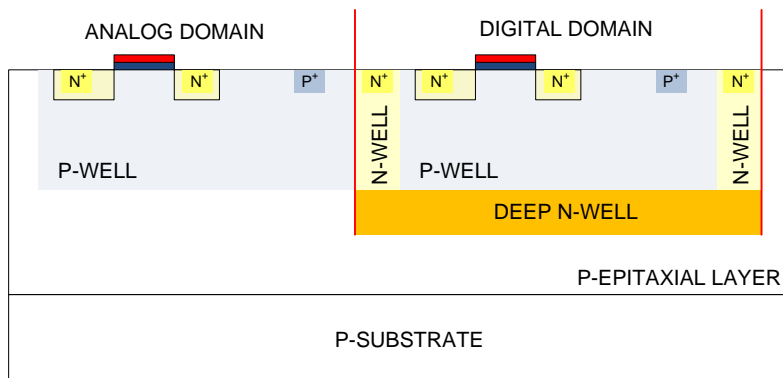 ANALOG DOMAIN
DIGITAL DOMAIN
N+ N+ P+ N+ N+ N+ P+ N+
N-WELL
N-WELL
P-WELL
P-WELL
DEEP N-WELL
P-EPITAXIAL LAYER
P-SUBSTRATE